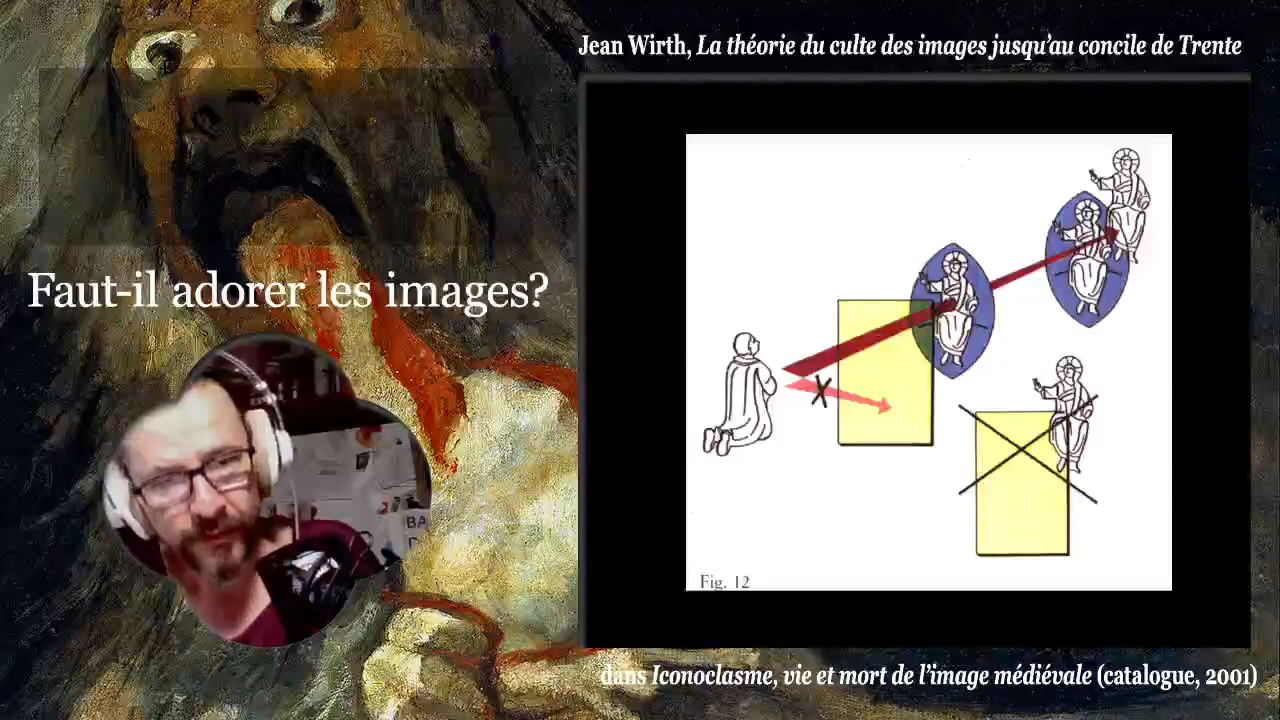 Jean Wirth, La théorie du culte des images jusqu’au concile de Trente
Faut-il adorer les images?
X
BA
Fig. 12
dans Iconoclasme, vie et mort de l’image médiévale (catalogue, 2001)